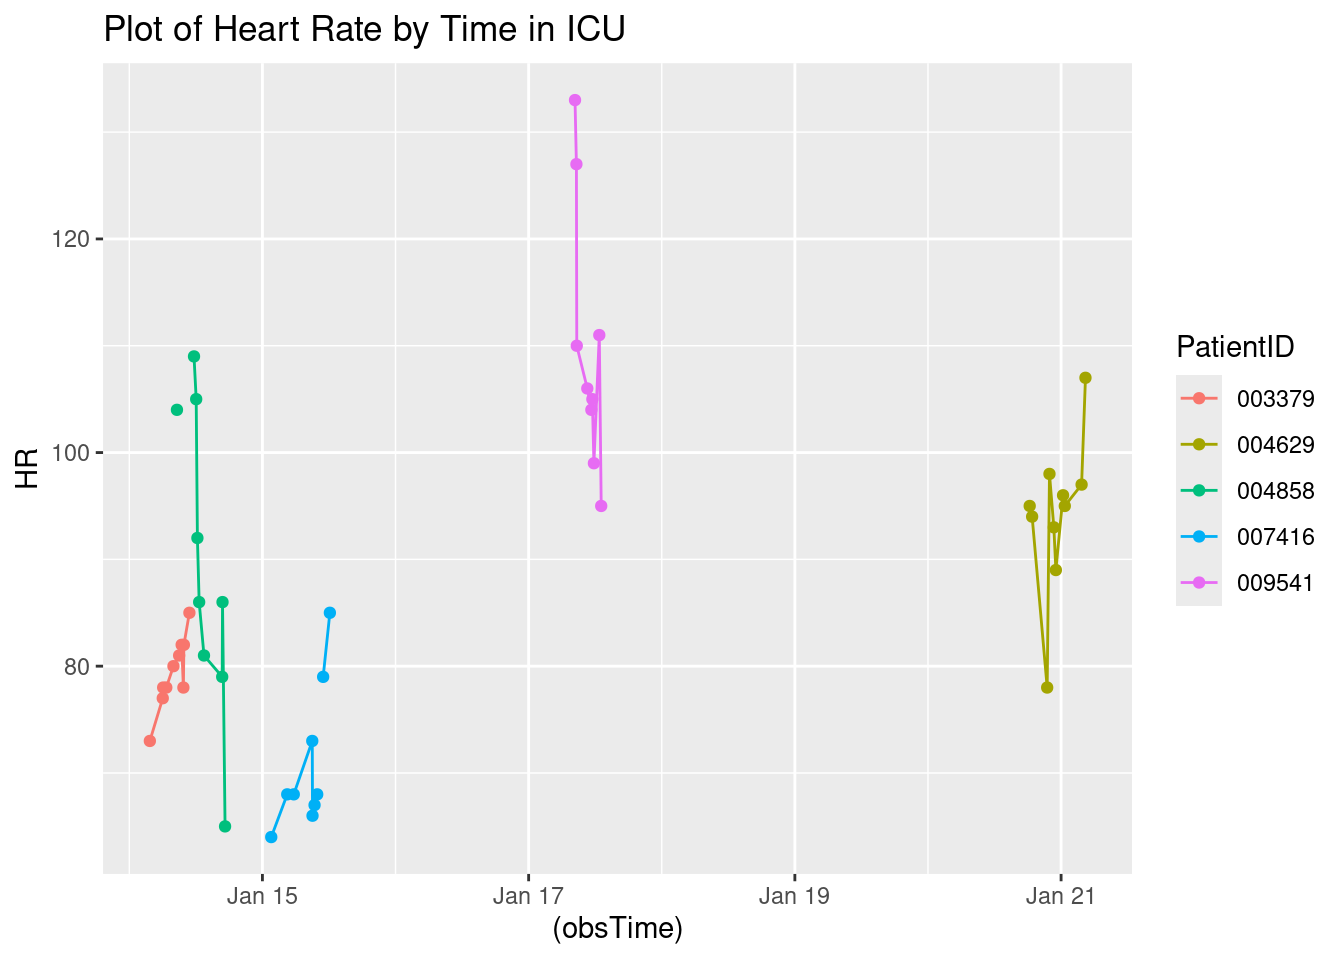 Plot of Heart Rate by Time in ICU
HR
120
100
80
Jan 15
Jan 17
Jan 19
Jan 21
(obsTime)
PatientID
003379
004629
004858
007416
009541